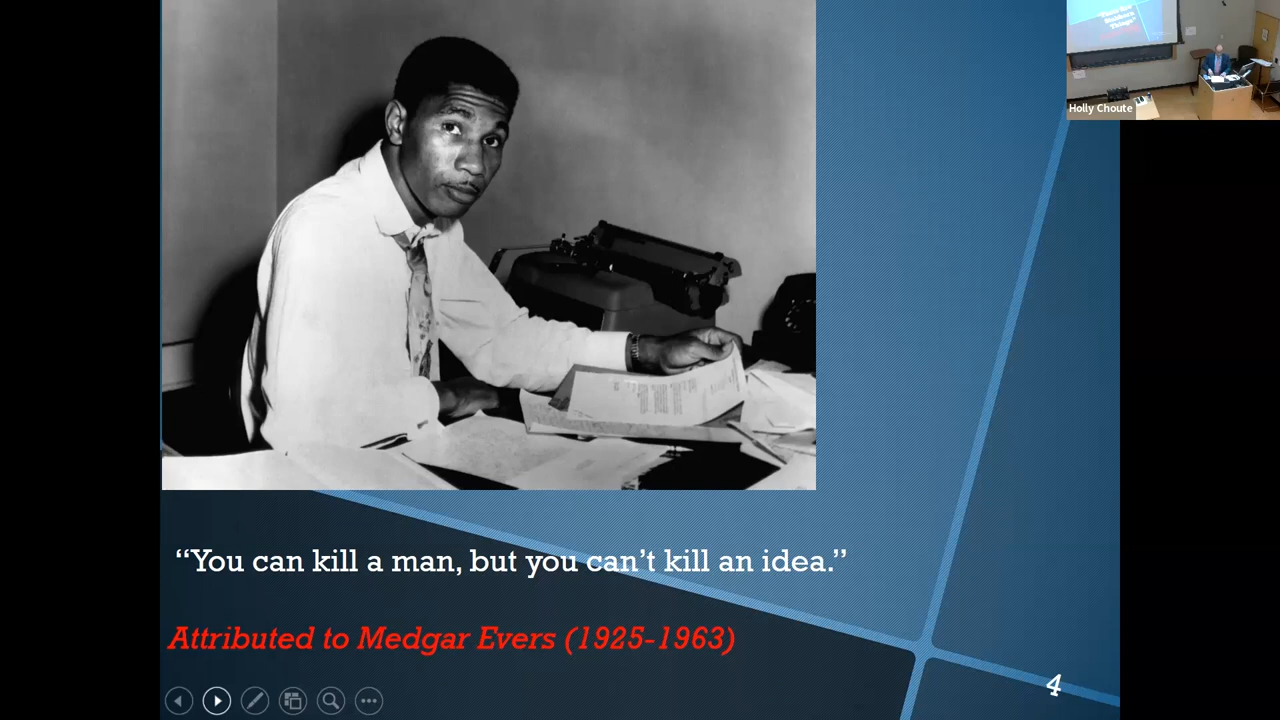 Holly Choute
“You can kill a man, but you can’t kill an idea.”
Attributed to Medgar Evers (1925-1963)
4